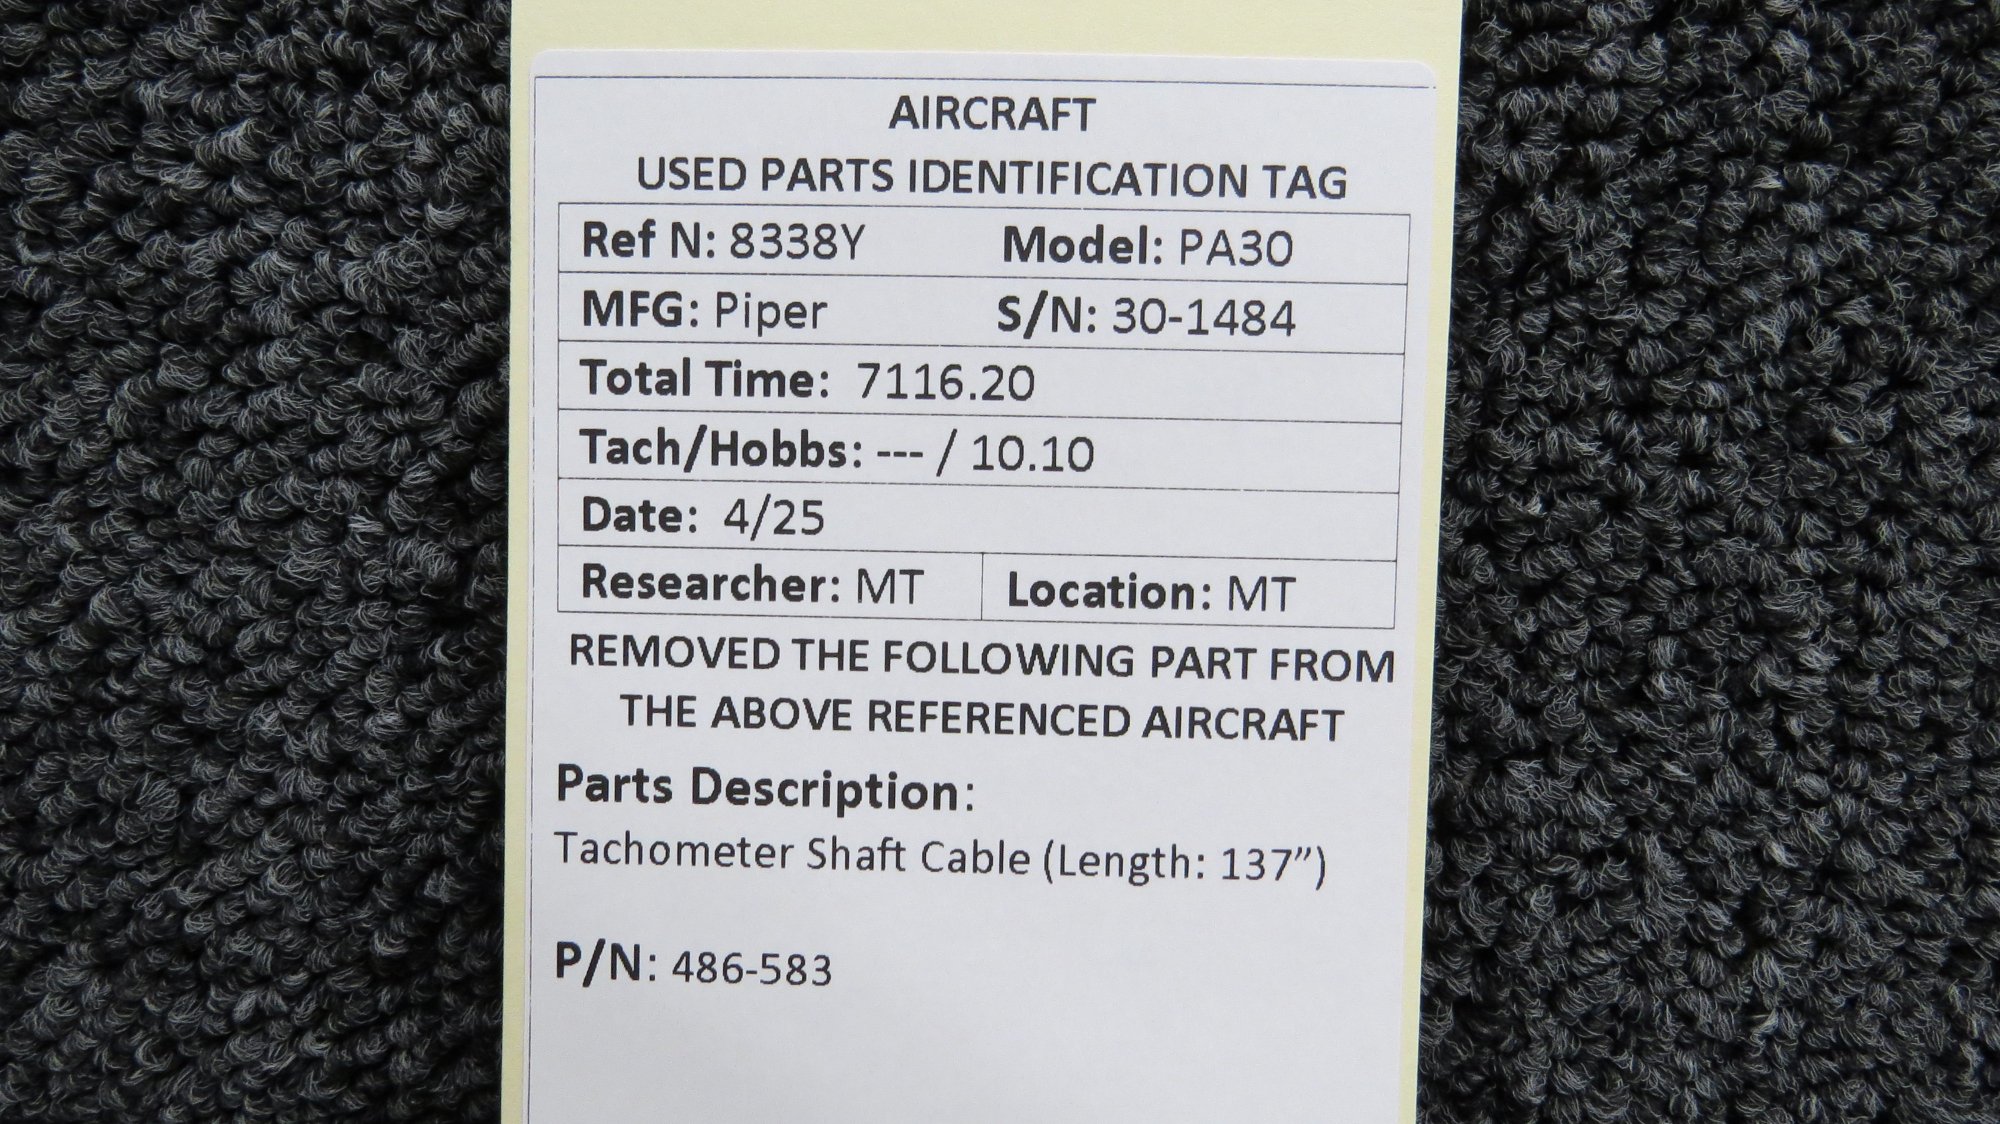 AIRCRAFT
USED PARTS IDENTIFICATION TAG
Ref N: 8338Y Model: PA30
MFG: Piper S/N: 30-1484
Total Time: 7116.20
Tach/Hobbs: --- / 10.10
Date: 4/25
Researcher: MT Location: MT
REMOVED THE FOLLOWING PART FROM
THE ABOVE REFERENCED AIRCRAFT
Parts Description:
Tachometer Shaft Cable (Length: 137”)
P/N: 486-583